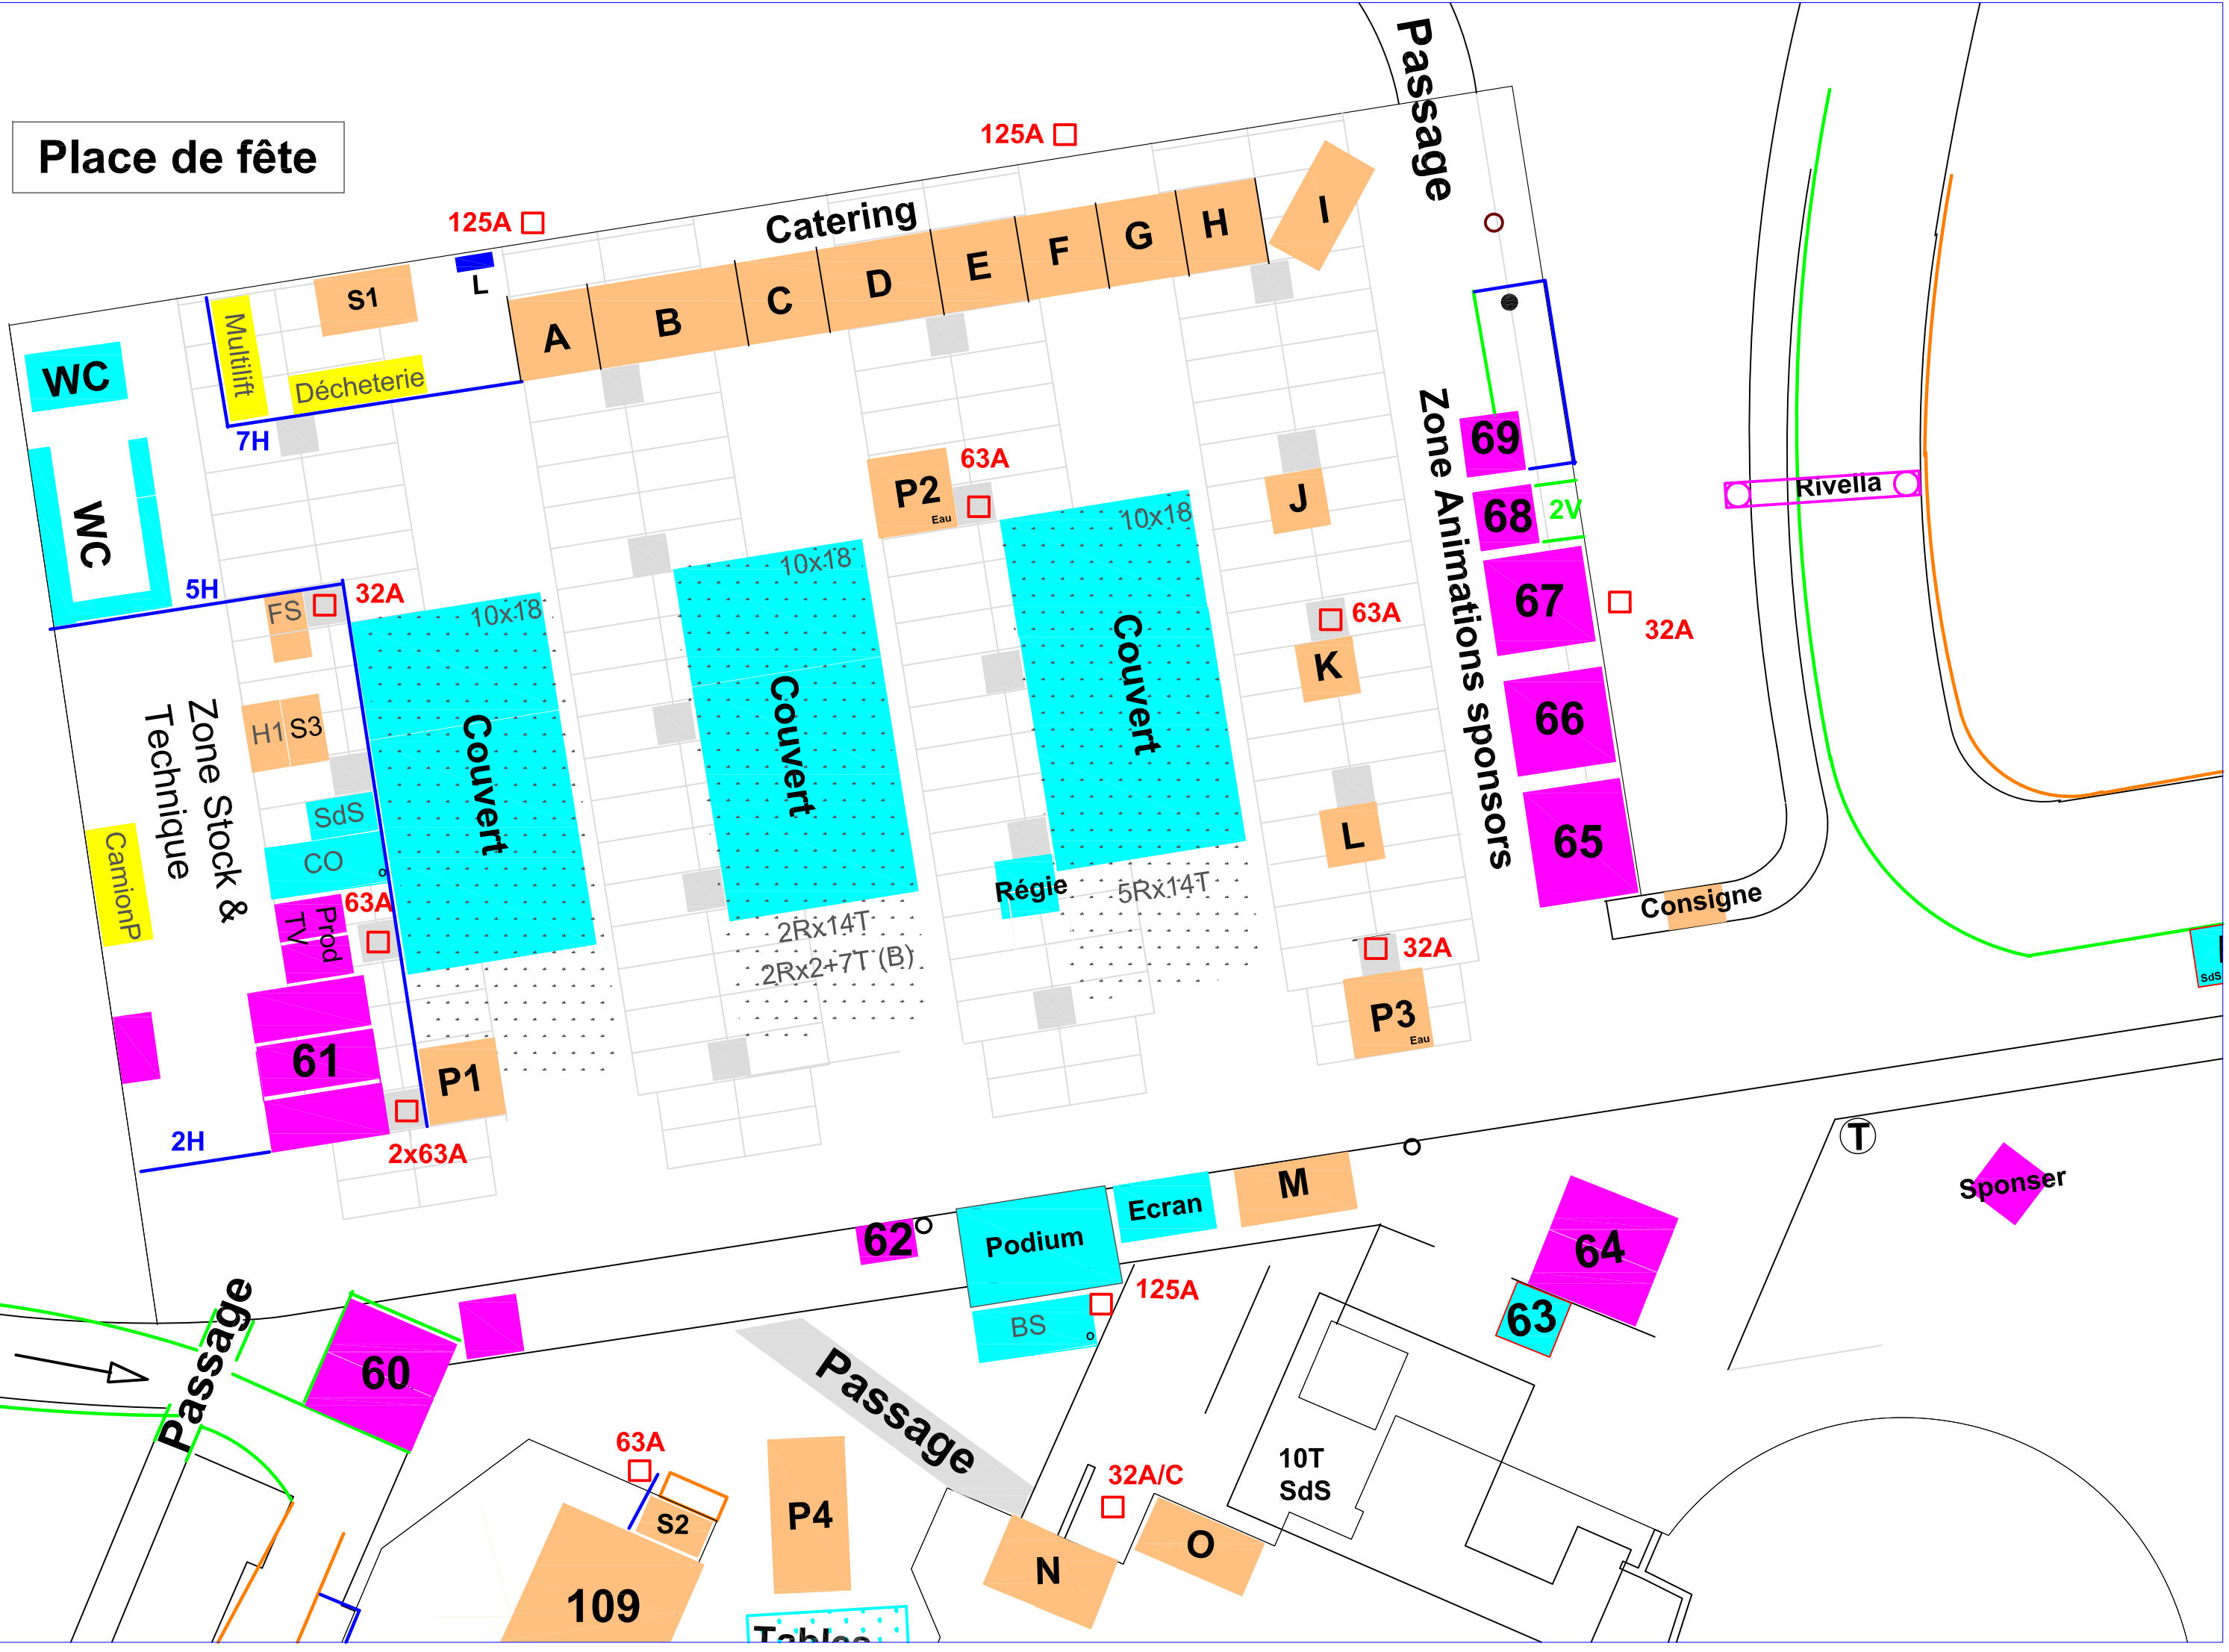 Passage
125A
Place de fête
125A
Catering
I
H
G
F
E
D
C
B
A
L
S1
Multilift
Décheterie
WC
7H
WC
69
68
2V
Rivella
63A
P2
Eau
J
10x18
10x18
10x18
Zone Animations sponsors
67
32A
5H
FS
32A
63A
K
Couvert
Couvert
Couvert
66
H1
S3
Zone Stock &
Technique
SdS
CO
o
CamionP
L
65
Régie
5Rx14T
Consigne
63A
Prod
TV
2Rx14T
2Rx2+7T (B)
32A
SdS
P3
Eau
61
P1
2H
2x63A
T
M
Ecran
Podium
62
Sponser
64
63
125A
BS
o
Passage
60
Passage
63A
S2
P4
32A/C
10T
SdS
N
O
109
Tables